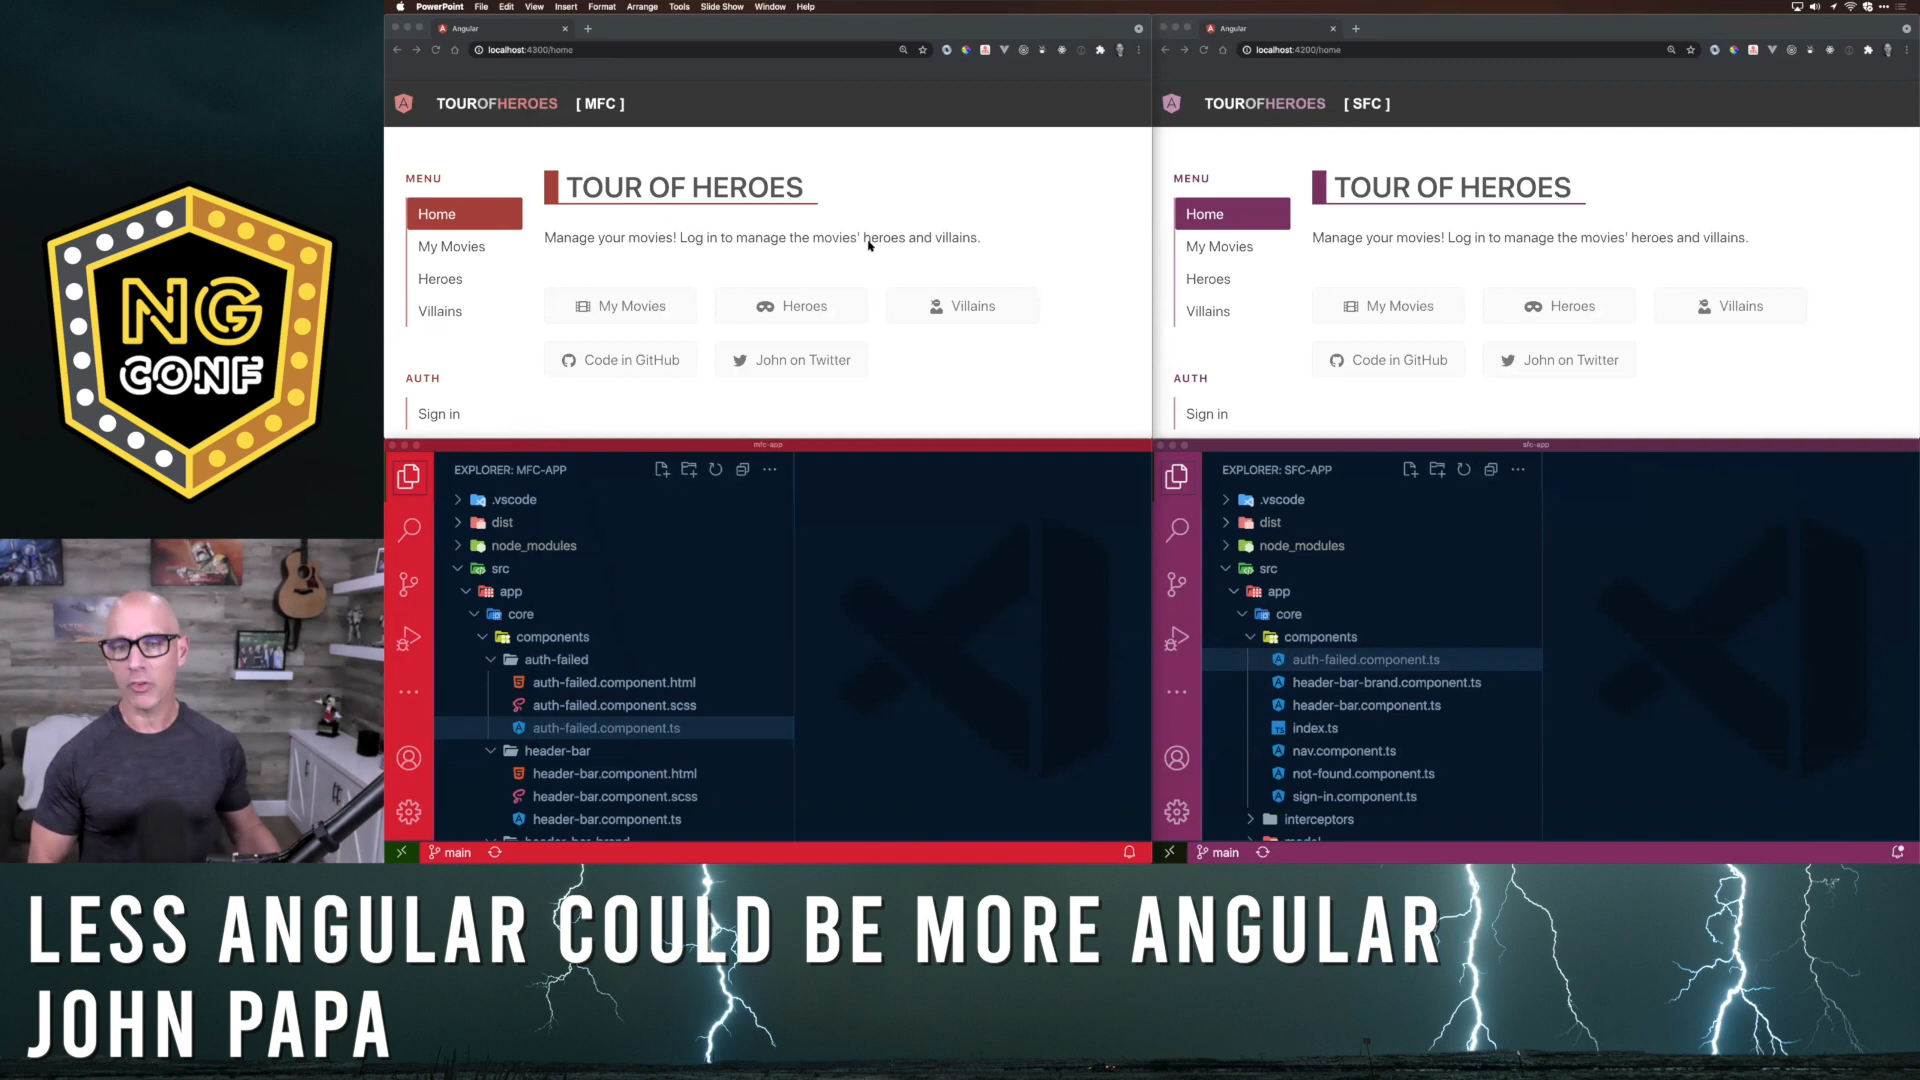 PowerPoint File Edit View Insert Format Arrange Tools Slide Show Window Help
Angular
localhost:4300/home
TOUROFHEROES [ MFC ]
MENU
Home
My Movies
Heroes
Villains
AUTH
Sign in
TOUR OF HEROES
Manage your movies! Log in to manage the movies' heroes and villains.
My Movies
Heroes
Villains
Code in GitHub
John on Twitter
Angular
localhost:4200/home
TOUROFHEROES [ SFC ]
MENU
Home
My Movies
Heroes
Villains
AUTH
Sign in
TOUR OF HEROES
Manage your movies! Log in to manage the movies' heroes and villains.
My Movies
Heroes
Villains
Code in GitHub
John on Twitter
NG
CONF
mfc-app
EXPLORER: MFC-APP
.vscode
dist
node_modules
src
app
core
components
auth-failed
auth-failed.component.html
auth-failed.component.scss
auth-failed.component.ts
header-bar
header-bar.component.html
header-bar.component.scss
header-bar.component.ts
header-bar-brand
main
sfc-app
EXPLORER: SFC-APP
.vscode
dist
node_modules
src
app
core
components
auth-failed.component.ts
header-bar-brand.component.ts
header-bar.component.ts
index.ts
nav.component.ts
not-found.component.ts
sign-in.component.ts
interceptors
model
main
LESS ANGULAR COULD BE MORE ANGULAR
JOHN PAPA